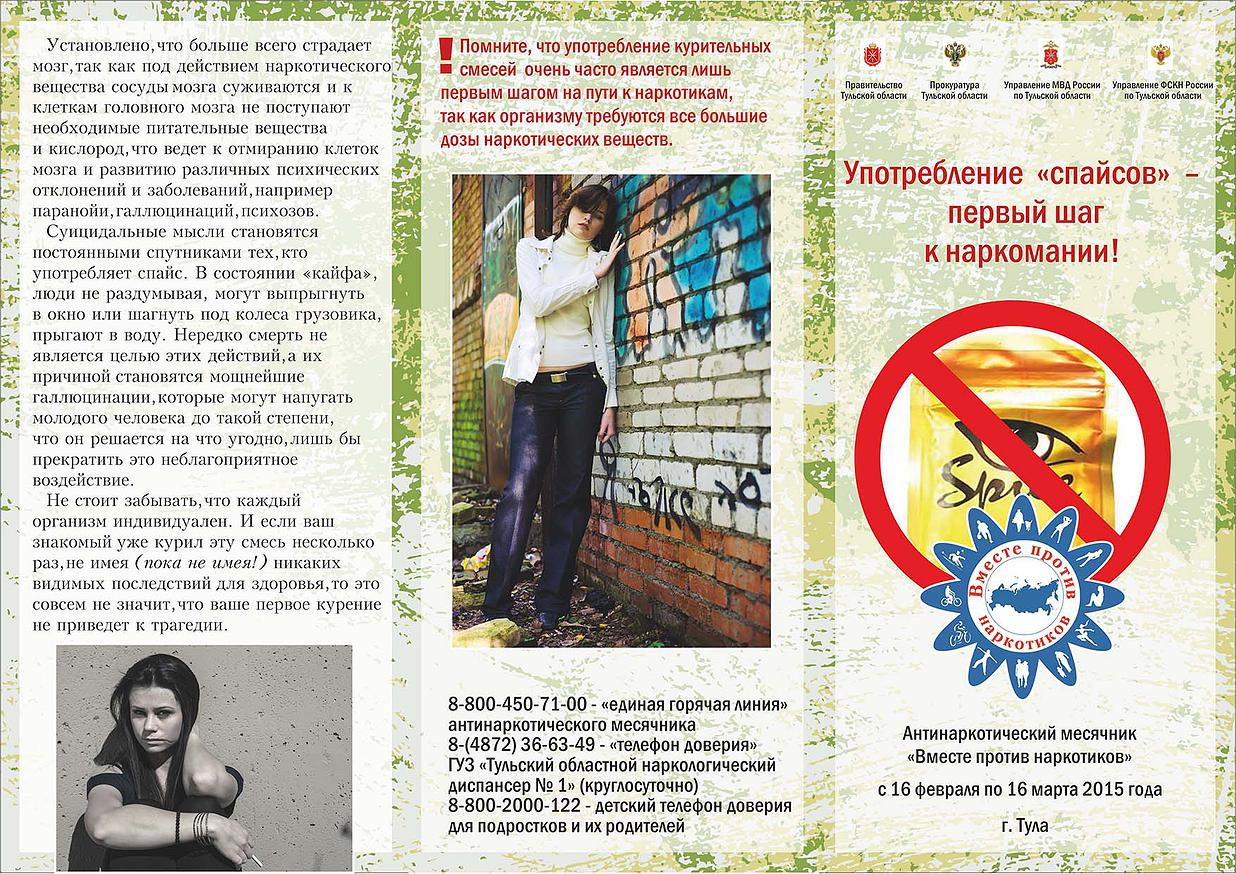 Установлено, что больше всего страдает
мозг, так как под действием наркотического
вещества сосуды мозга суживаются и к
клеткам головного мозга не поступают
необходимые питательные вещества
и кислород, что ведет к отмиранию клеток
мозга и развитию различных психических
отклонений и заболеваний, например
паранойи, галлюцинаций, психозов.
Суицидальные мысли становятся
постоянными спутниками тех, кто
употребляет спайс. В состоянии «кайфа»,
люди не раздумывая, могут выпрыгнуть
в окно или шагнуть под колеса грузовика,
прыгают в воду. Нередко смерть не
является целью этих действий, а их
причиной становятся мощнейшие
галлюцинации, которые могут напугать
молодого человека до такой степени,
что он решается на что угодно, лишь бы
прекратить это неблагоприятное
воздействие.
Не стоит забывать, что каждый
организм индивидуален. И если ваш
знакомый уже курил эту смесь несколько
раз, не имея (пока не имея!) никаких
видимых последствий для здоровья, то это
совсем не значит, что ваше первое курение
не приведет к трагедии.
! Помните, что употребление курительных
смесей очень часто является лишь
первым шагом на пути к наркотикам,
так как организму требуются все большие
дозы наркотических веществ.
8-800-450-71-00 - «единая горячая линия»
антинаркотического месячника
8-(4872) 36-63-49 - «телефон доверия»
ГУЗ «Тульский областной наркологический
диспансер № 1» (круглосуточно)
8-800-2000-122 - детский телефон доверия
для подростков и их родителей
Правительство
Тульской области
Прокуратура
Тульской области
Управление МВД России
по Тульской области
Управление ФСКН России
по Тульской области
Употребление «спайсов» –
первый шаг
к наркомании!
Spice
Вместе против
наркотиков
Антинаркотический месячник
«Вместе против наркотиков»
с 16 февраля по 16 марта 2015 года
г. Тула